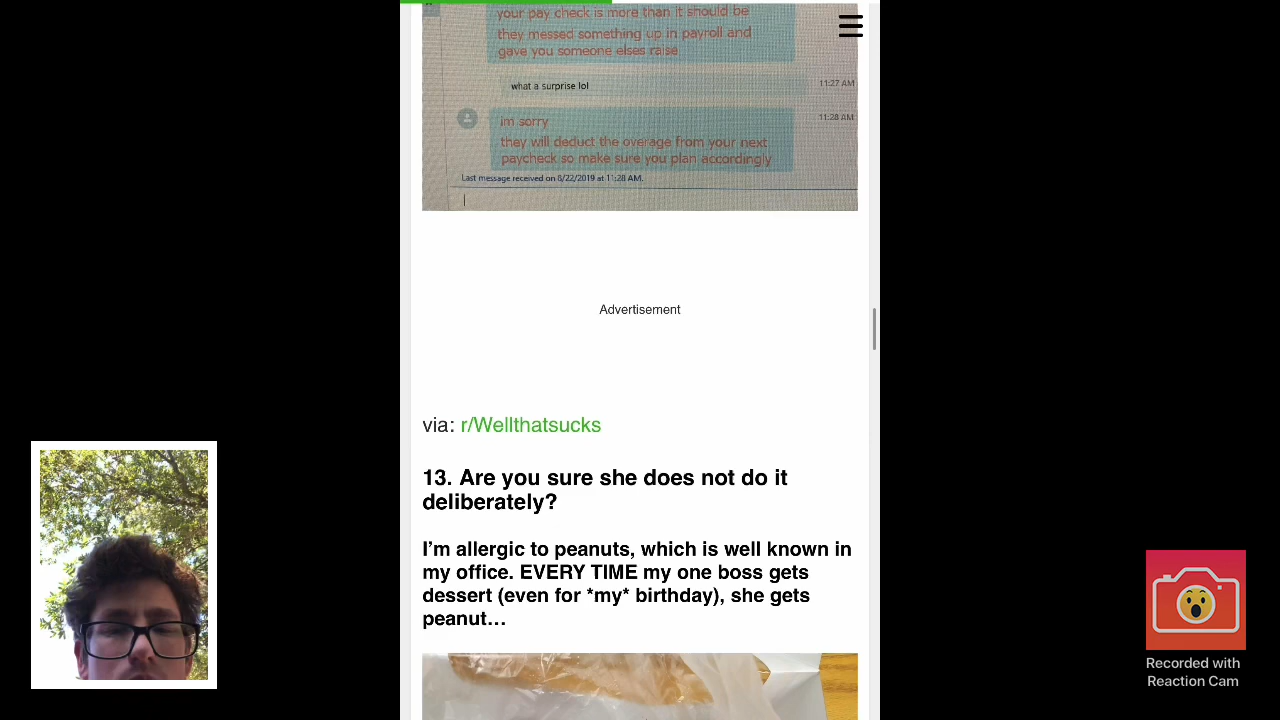 your pay check is more than it should be
they messed something up in payroll and
gave you someone elses raise
what a surprise lol
11:27 AM
im sorry
11:28 AM
they will deduct the overage from your next
paycheck so make sure you plan accordingly
Last message received on 8/22/2019 at 11:28 AM.
Advertisement
via: r/Wellthatsucks
13. Are you sure she does not do it
deliberately?
I’m allergic to peanuts, which is well known in
my office. EVERY TIME my one boss gets
dessert (even for *my* birthday), she gets
peanut…
Recorded with
Reaction Cam